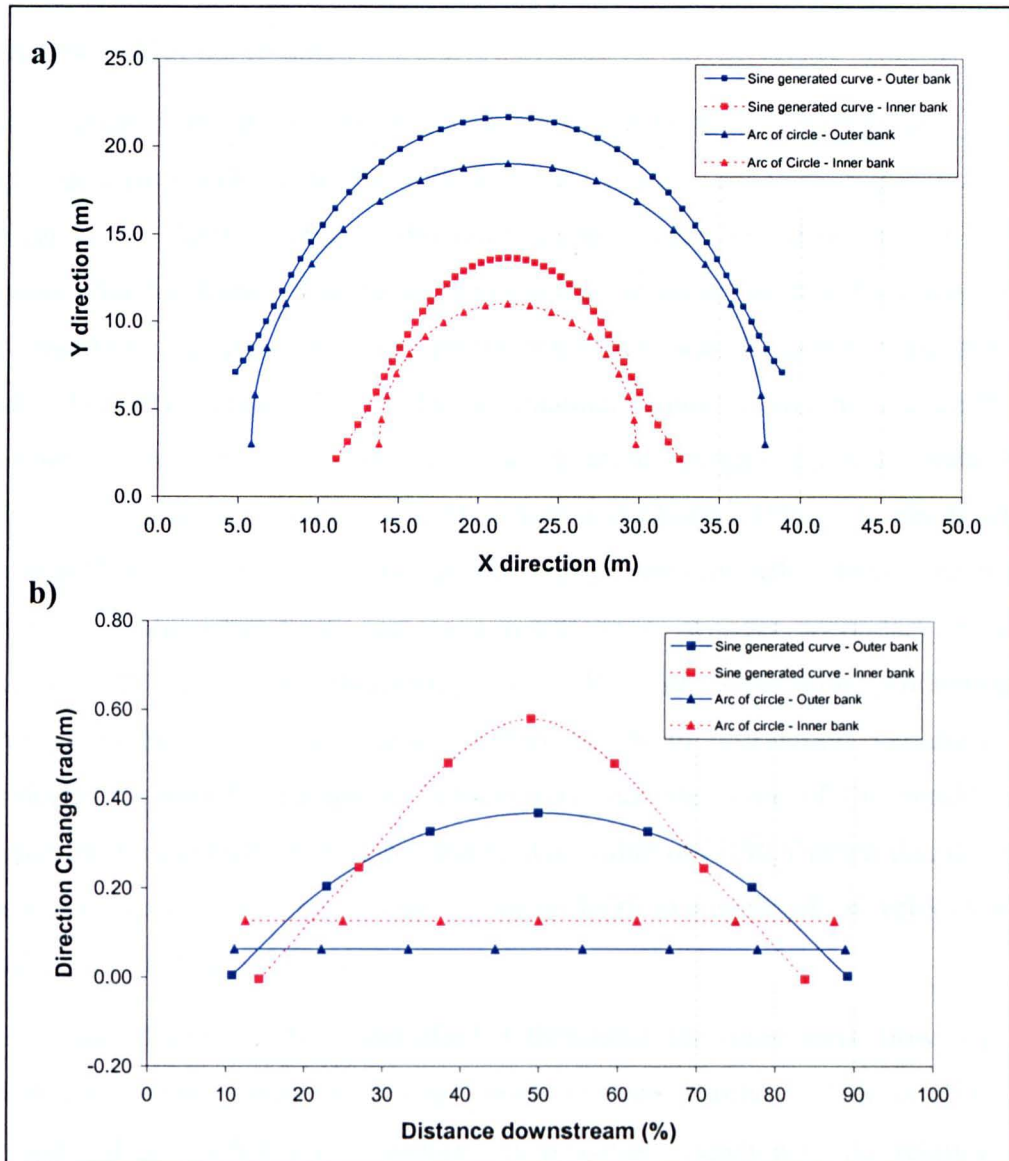 a)
25.0
20.0
15.0
10.0
5.0
0.0
Y direction (m)
Sine generated curve - Outer bank
Sine generated curve - Inner bank
Arc of circle - Outer bank
Arc of Circle - Inner bank
0.0 5.0 10.0 15.0 20.0 25.0 30.0 35.0 40.0 45.0 50.0
X direction (m)
b)
0.80
0.60
0.40
0.20
0.00
-0.20
Direction Change (rad/m)
Sine generated curve - Outer bank
Sine generated curve - Inner bank
Arc of circle - Outer bank
Arc of circle - Inner bank
0 10 20 30 40 50 60 70 80 90 100
Distance downstream (%)